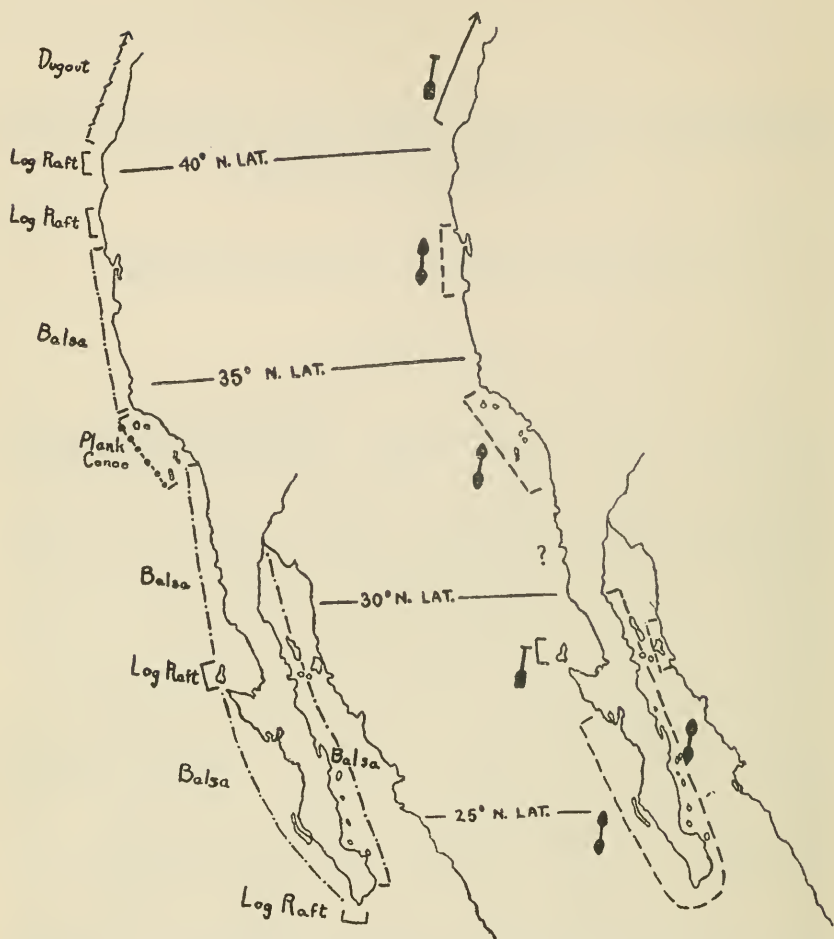 Dugout
Log Raft
40° N. LAT.
Log Raft
Balsa
35° N. LAT.
Plank
Canoo
?
Balsa
30° N. LAT.
Log Raft
Balsa
Balsa
25° N. LAT.
Log Raft